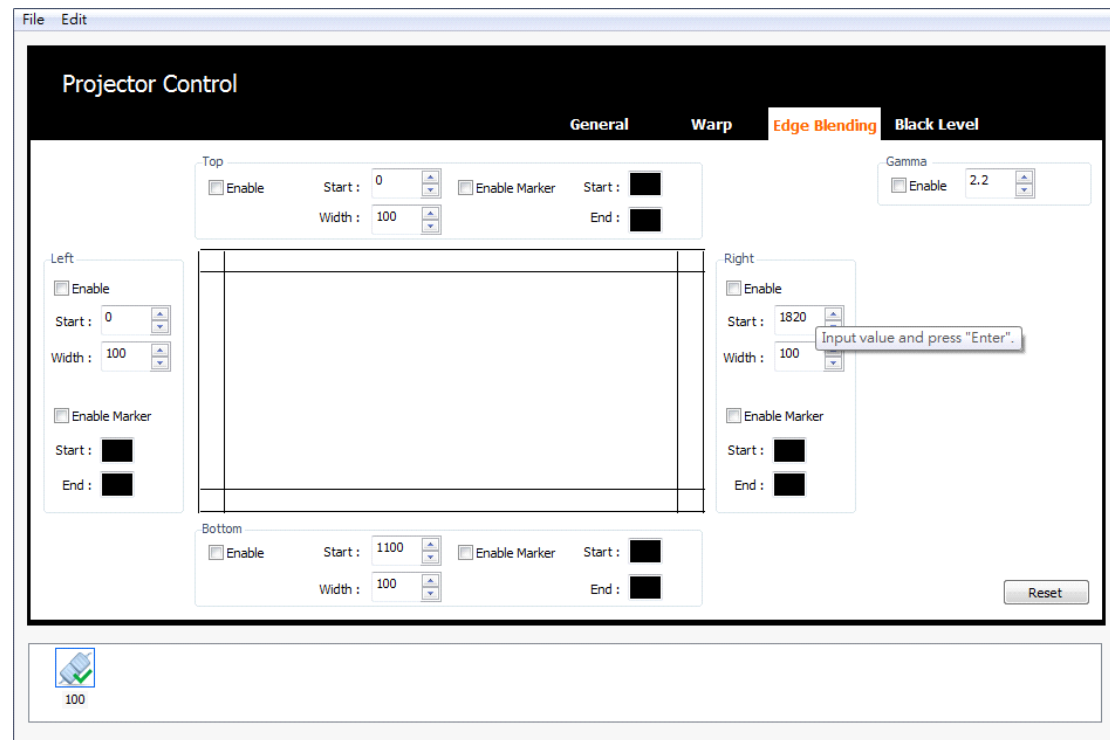 File Edit
Projector Control
General Warp Edge Blending Black Level
Top
Enable Start : 0 Enable Marker Start :
Width : 100 End :
Gamma
Enable 2.2
Left
Enable
Start : 0
Width : 100
Enable Marker
Start :
End :
Right
Enable
Start : 1820
Input value and press "Enter".
Width : 100
Enable Marker
Start :
End :
Bottom
Enable Start : 1100 Enable Marker Start :
Width : 100 End :
Reset
100